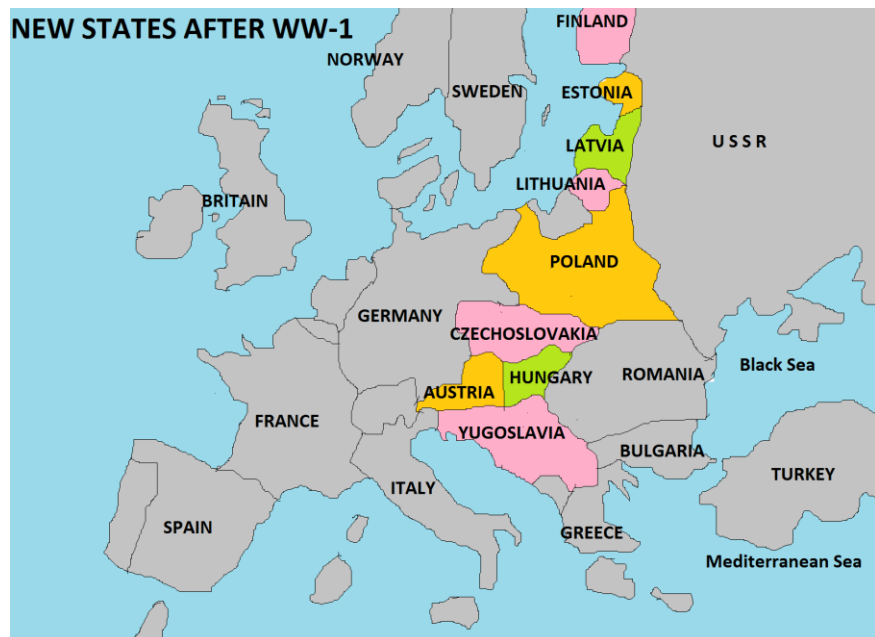 NEW STATES AFTER WW-1
FINLAND
NORWAY
SWEDEN
ESTONIA
U S S R
LATVIA
LITHUANIA
BRITAIN
POLAND
GERMANY
CZECHOSLOVAKIA
Black Sea
HUNGARY
ROMANIA
AUSTRIA
FRANCE
YUGOSLAVIA
BULGARIA
TURKEY
ITALY
SPAIN
GREECE
Mediterranean Sea